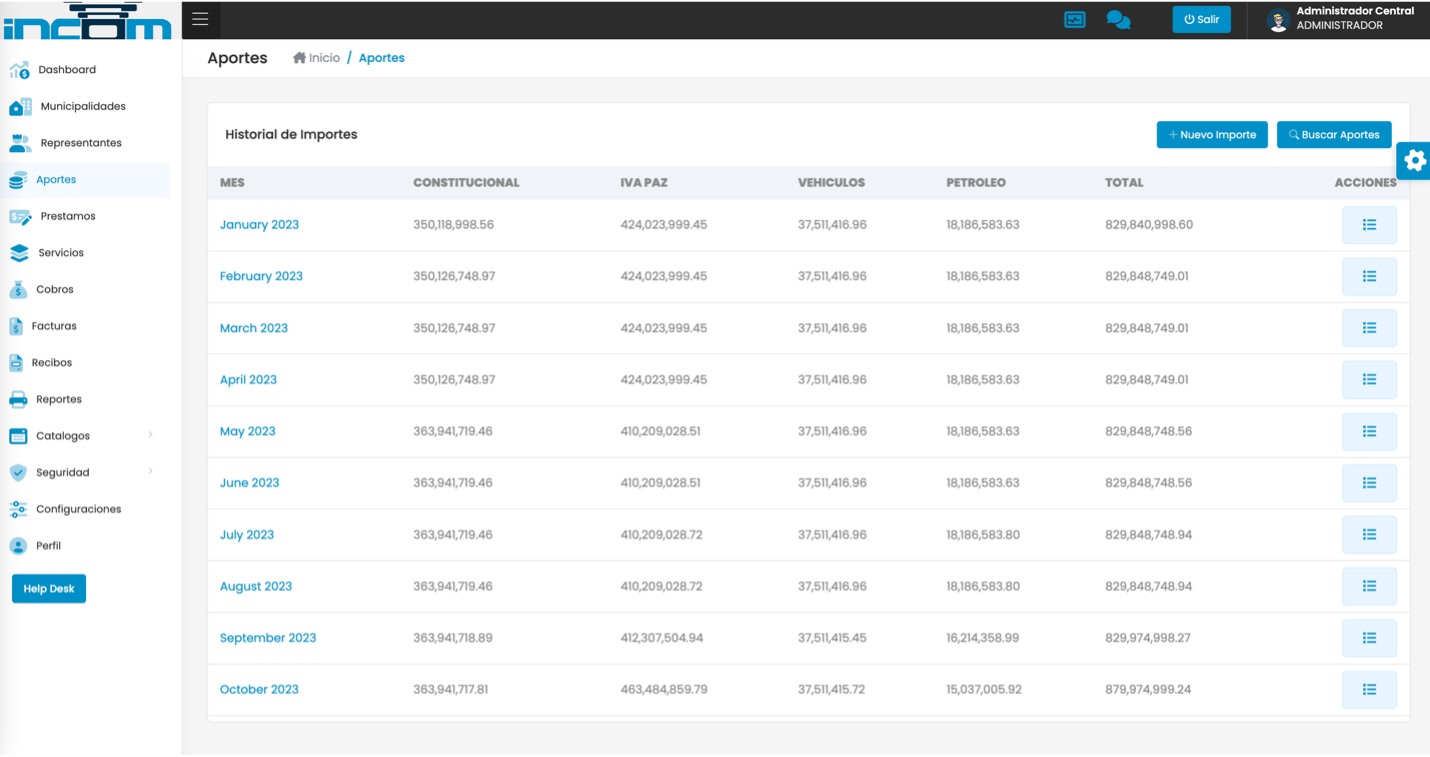 incom
Salir
Administrador Central
ADMINISTRADOR
Dashboard
Municipalidades
Representantes
Aportes
Prestamos
Servicios
Cobros
Facturas
Recibos
Reportes
Catalogos
Seguridad
Configuraciones
Perfil
Help Desk
Aportes Inicio / Aportes
Historial de Importes + Nuevo Importe Buscar Aportes
MES CONSTITUCIONAL IVA PAZ VEHICULOS PETROLEO TOTAL ACCIONES
January 2023 350,118,998.56 424,023,999.45 37,511,416.96 18,186,583.63 829,840,998.60
February 2023 350,126,748.97 424,023,999.45 37,511,416.96 18,186,583.63 829,848,749.01
March 2023 350,126,748.97 424,023,999.45 37,511,416.96 18,186,583.63 829,848,749.01
April 2023 350,126,748.97 424,023,999.45 37,511,416.96 18,186,583.63 829,848,749.01
May 2023 363,941,719.46 410,209,028.51 37,511,416.96 18,186,583.63 829,848,748.56
June 2023 363,941,719.46 410,209,028.51 37,511,416.96 18,186,583.63 829,848,748.56
July 2023 363,941,719.46 410,209,028.72 37,511,416.96 18,186,583.80 829,848,748.94
August 2023 363,941,719.46 410,209,028.72 37,511,416.96 18,186,583.80 829,848,748.94
September 2023 363,941,718.89 412,307,504.94 37,511,415.45 16,214,358.99 829,974,998.27
October 2023 363,941,717.81 463,484,859.79 37,511,415.72 15,037,005.92 879,974,999.24